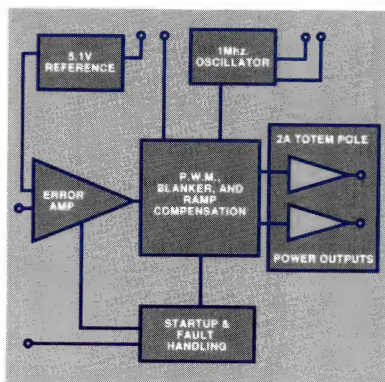 5.1V
REFERENCE
1Mhz.
OSCILLATOR
2A TOTEM POLE
ERROR
AMP
P.W.M.,
BLANKER, AND
RAMP
COMPENSATION
POWER OUTPUTS
STARTUP &
FAULT
HANDLING